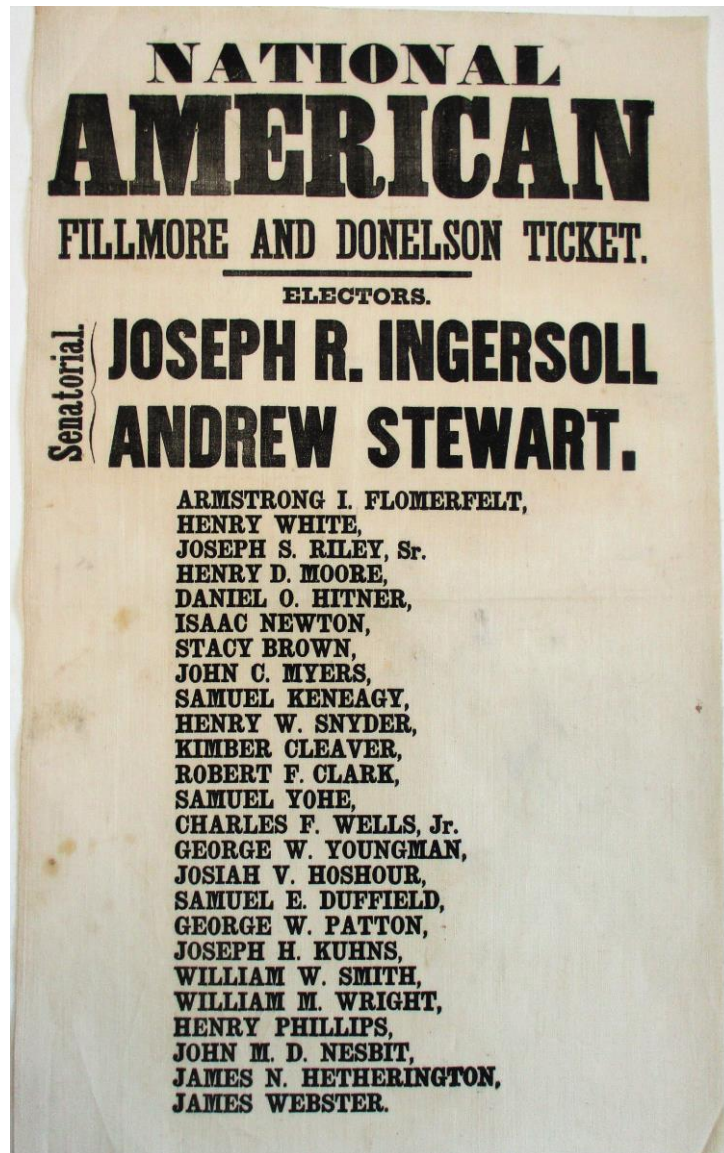 NATIONAL
AMERICAN
FILLMORE AND DONELSON TICKET.
ELECTORS.
Senatorial.
JOSEPH R. INGERSOLL
ANDREW STEWART.
ARMSTRONG I. FLOMERFELT,
HENRY WHITE,
JOSEPH S. RILEY, Sr.
HENRY D. MOORE,
DANIEL O. HITNER,
ISAAC NEWTON,
STACY BROWN,
JOHN C. MYERS,
SAMUEL KENEAGY,
HENRY W. SNYDER,
KIMBER CLEAVER,
ROBERT F. CLARK,
SAMUEL YOHE,
CHARLES F. WELLS, Jr.
GEORGE W. YOUNGMAN,
JOSIAH V. HOSHOUR,
SAMUEL E. DUFFIELD,
GEORGE W. PATTON,
JOSEPH H. KUHNS,
WILLIAM W. SMITH,
WILLIAM M. WRIGHT,
HENRY PHILLIPS,
JOHN M. D. NESBIT,
JAMES N. HETHERINGTON,
JAMES WEBSTER.